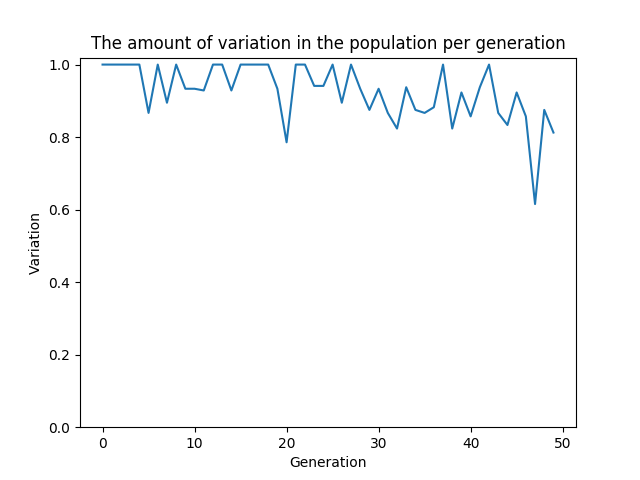 The amount of variation in the population per generation
1.0
0.8
0.6
0.4
0.2
0.0
Variation
0 10 20 30 40 50
Generation